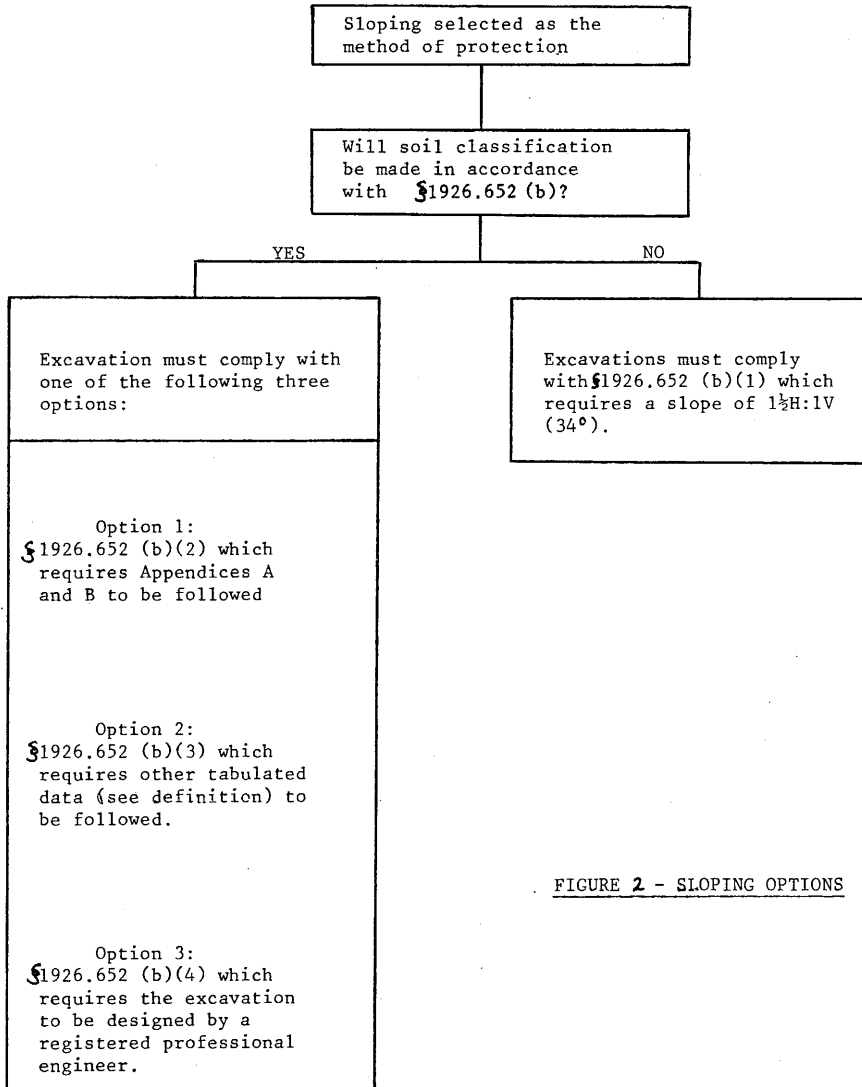 Sloping selected as the
method of protection
Will soil classification
be made in accordance
with §1926.652 (b)?
YES
NO
Excavation must comply with
one of the following three
options:
Excavations must comply
with §1926.652 (b)(1) which
requires a slope of 1½H:1V
(34°).
Option 1:
§1926.652 (b)(2) which
requires Appendices A
and B to be followed
Option 2:
§1926.652 (b)(3) which
requires other tabulated
data (see definition) to
be followed.
FIGURE 2 - SLOPING OPTIONS
Option 3:
§1926.652 (b)(4) which
requires the excavation
to be designed by a
registered professional
engineer.